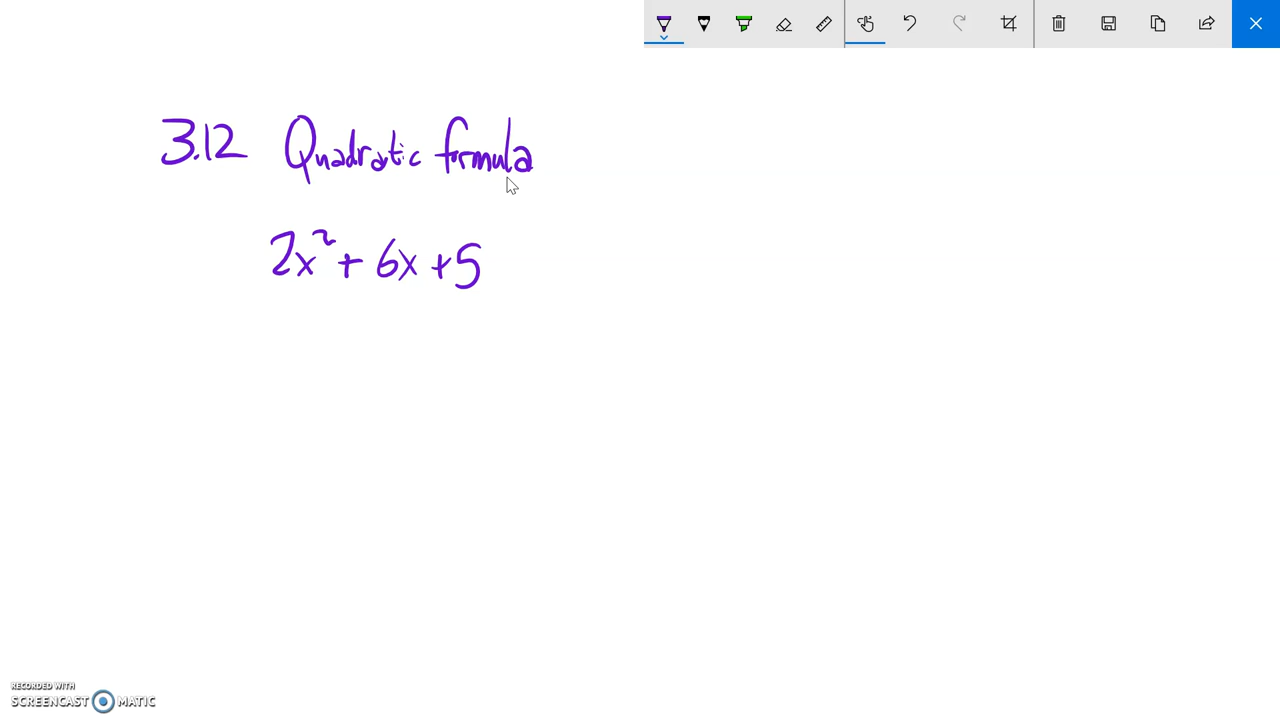 3.12 Quadratic formula
2x² + 6x + 5
RECORDED WITH
SCREENCAST MATIC